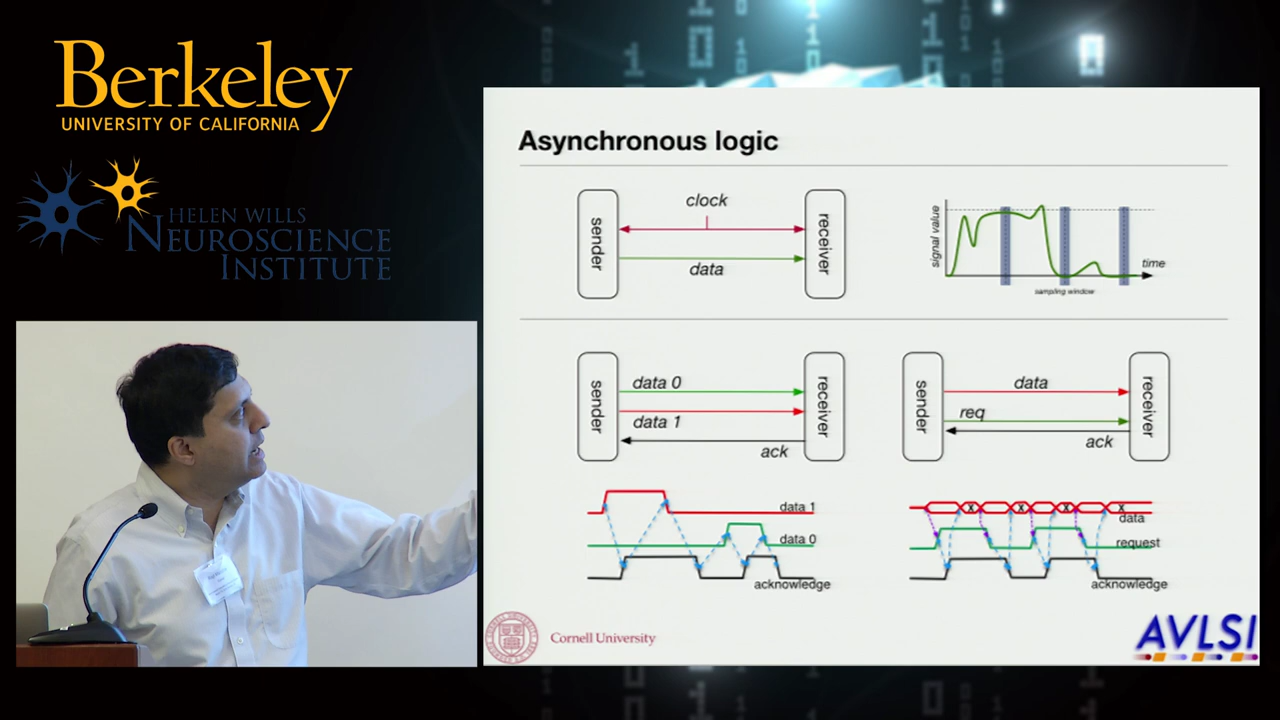 Berkeley
UNIVERSITY OF CALIFORNIA
HELEN WILLS
NEUROSCIENCE
INSTITUTE
Asynchronous logic
sender
clock
data
receiver
signal value
time
sampling window
sender
data 0
data 1
ack
receiver
sender
data
req
ack
receiver
data 1
data 0
acknowledge
x x x x
data
request
acknowledge
Cornell University
AVLSI